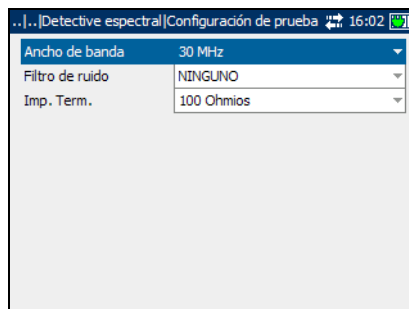 ..|..|Detective espectral|Configuración de prueba 16:02
Ancho de banda 30 MHz
Filtro de ruido NINGUNO
Imp. Term. 100 Ohmios